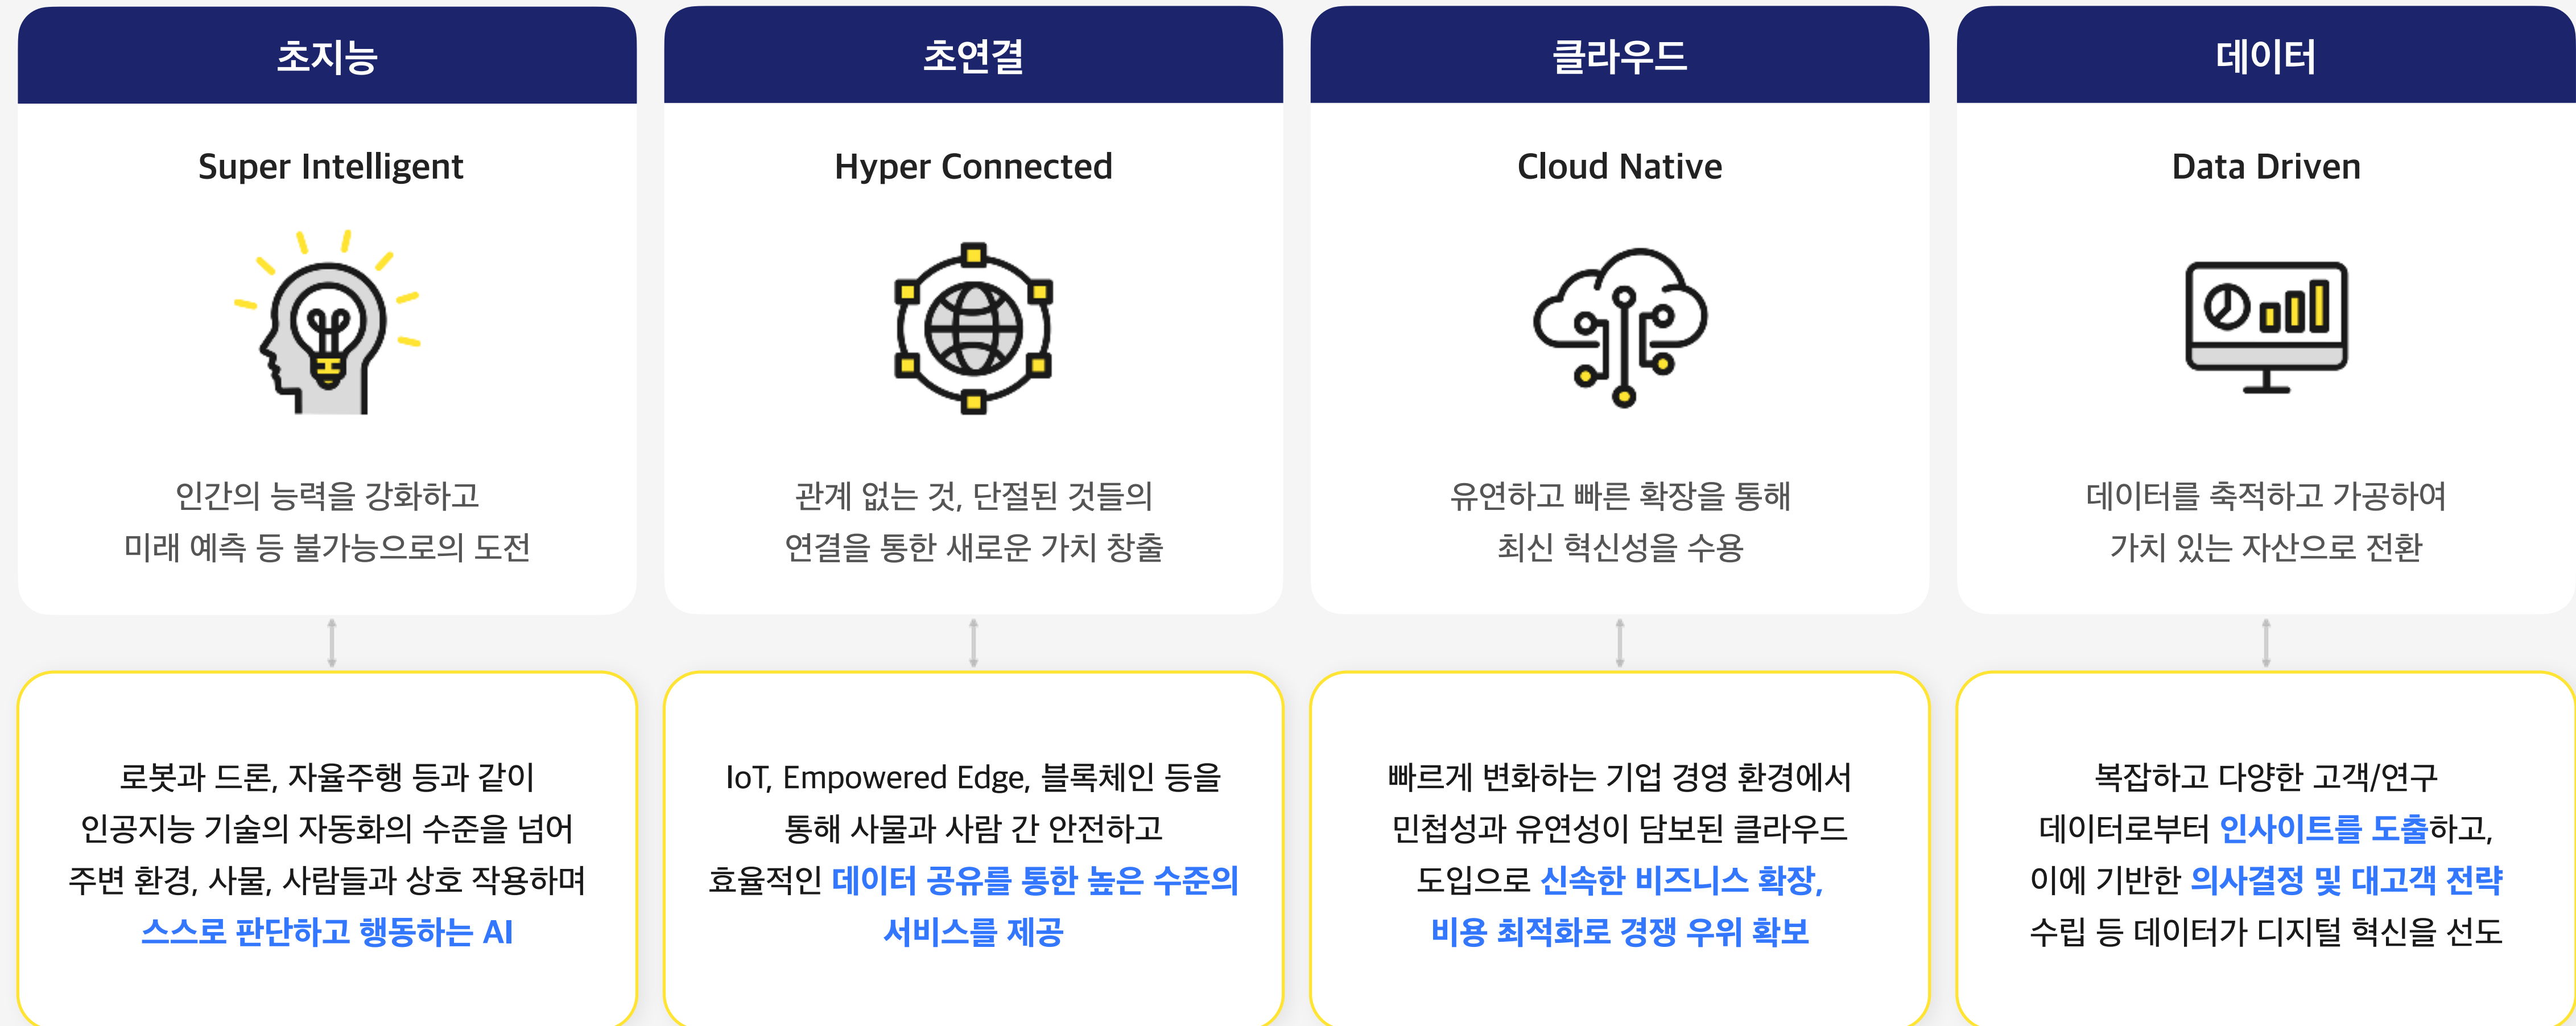 초지능
Super Intelligent
인간의 능력을 강화하고
미래 예측 등 불가능으로의 도전
로봇과 드론, 자율주행 등과 같이
인공지능 기술의 자동화의 수준을 넘어
주변 환경, 사물, 사람들과 상호 작용하며
스스로 판단하고 행동하는 AI
초연결
Hyper Connected
관계 없는 것, 단절된 것들의
연결을 통한 새로운 가치 창출
IoT, Empowered Edge, 블록체인 등을
통해 사물과 사람 간 안전하고
효율적인 데이터 공유를 통한 높은 수준의
서비스를 제공
클라우드
Cloud Native
유연하고 빠른 확장을 통해
최신 혁신성을 수용
빠르게 변화하는 기업 경영 환경에서
민첩성과 유연성이 담보된 클라우드
도입으로 신속한 비즈니스 확장,
비용 최적화로 경쟁 우위 확보
데이터
Data Driven
데이터를 축적하고 가공하여
가치 있는 자산으로 전환
복잡하고 다양한 고객/연구
데이터로부터 인사이트를 도출하고,
이에 기반한 의사결정 및 대고객 전략
수립 등 데이터가 디지털 혁신을 선도